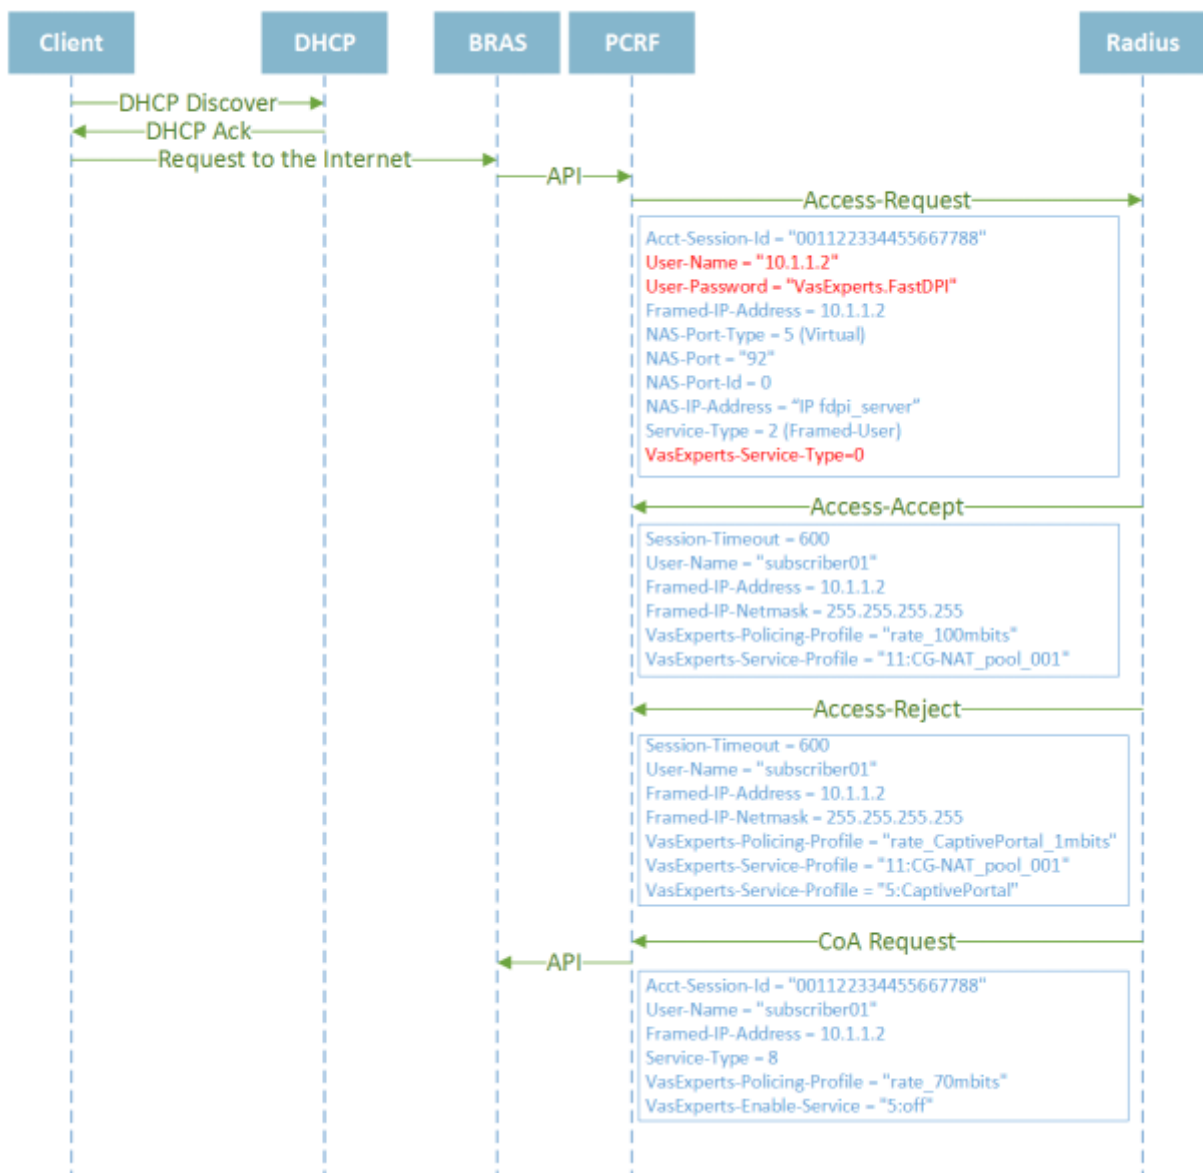 Client
DHCP
BRAS
PCRF
Radius
DHCP Discover
DHCP Ack
Request to the Internet
API
Access-Request
Acct-Session-Id = "001122334455667788"
User-Name = "10.1.1.2"
User-Password = "VasExperts.FastDPI"
Framed-IP-Address = 10.1.1.2
NAS-Port-Type = 5 (Virtual)
NAS-Port = "92"
NAS-Port-Id = 0
NAS-IP-Address = “IP fdpi_server”
Service-Type = 2 (Framed-User)
VasExperts-Service-Type=0
Access-Accept
Session-Timeout = 600
User-Name = "subscriber01"
Framed-IP-Address = 10.1.1.2
Framed-IP-Netmask = 255.255.255.255
VasExperts-Policing-Profile = "rate_100mbits"
VasExperts-Service-Profile = "11:CG-NAT_pool_001"
Access-Reject
Session-Timeout = 600
User-Name = "subscriber01"
Framed-IP-Address = 10.1.1.2
Framed-IP-Netmask = 255.255.255.255
VasExperts-Policing-Profile = "rate_CaptivePortal_1mbits"
VasExperts-Service-Profile = "11:CG-NAT_pool_001"
VasExperts-Service-Profile = "5:CaptivePortal”
CoA Request
API
Acct-Session-Id = "001122334455667788"
User-Name = "subscriber01"
Framed-IP-Address = 10.1.1.2
Service-Type = 8
VasExperts-Policing-Profile = "rate_70mbits"
VasExperts-Enable-Service = "5:off"